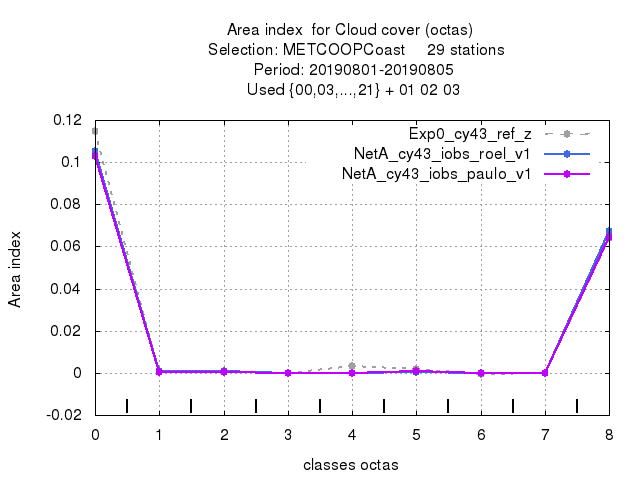 Area index  for Cloud cover (octas)
Selection: METCOOPCoast    29 stations
Period: 20190801-20190805
Used {00,03,...,21} + 01 02 03
Exp0_cy43_ref_z
NetA_cy43_iobs_roel_v1
NetA_cy43_iobs_paulo_v1
Area index
0.12
0.1
0.08
0.06
0.04
0.02
0
-0.02
0 1 2 3 4 5 6 7 8
classes octas